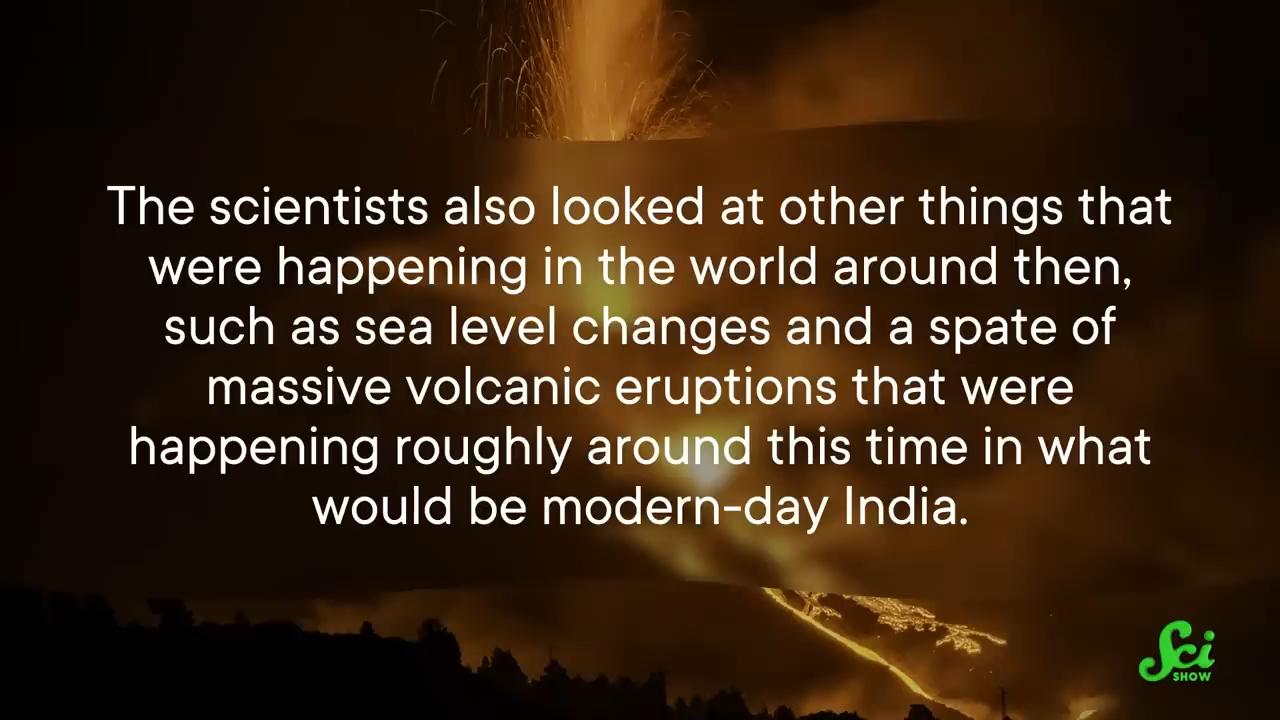 The scientists also looked at other things that
were happening in the world around then,
such as sea level changes and a spate of
massive volcanic eruptions that were
happening roughly around this time in what
would be modern-day India.
Sci
SHOW